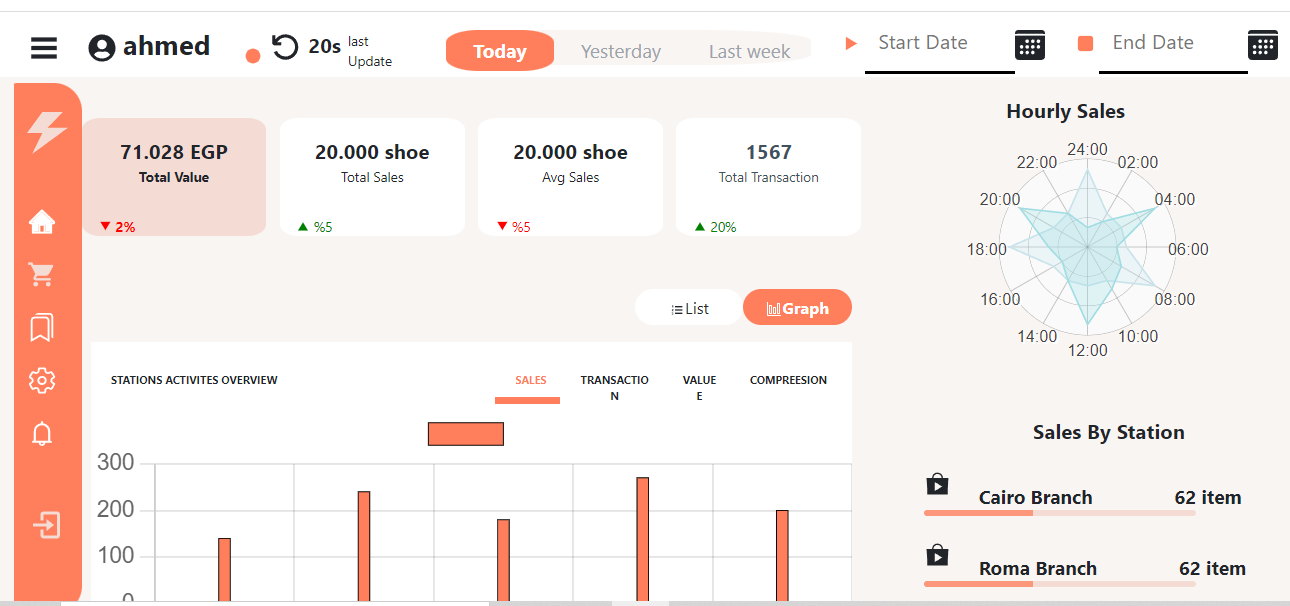 ahmed
20s last
Update
Today Yesterday Last week
Start Date
End Date
71.028 EGP
Total Value
▼ 2%
20.000 shoe
Total Sales
▲ %5
20.000 shoe
Avg Sales
▼ %5
1567
Total Transaction
▲ 20%
List
Graph
STATIONS ACTIVITES OVERVIEW
SALES
TRANSACTIO
N
VALUE
E
COMPREESION
300
200
100
0
Hourly Sales
24:00
02:00
04:00
06:00
08:00
10:00
12:00
14:00
16:00
18:00
20:00
22:00
Sales By Station
Cairo Branch 62 item
Roma Branch 62 item